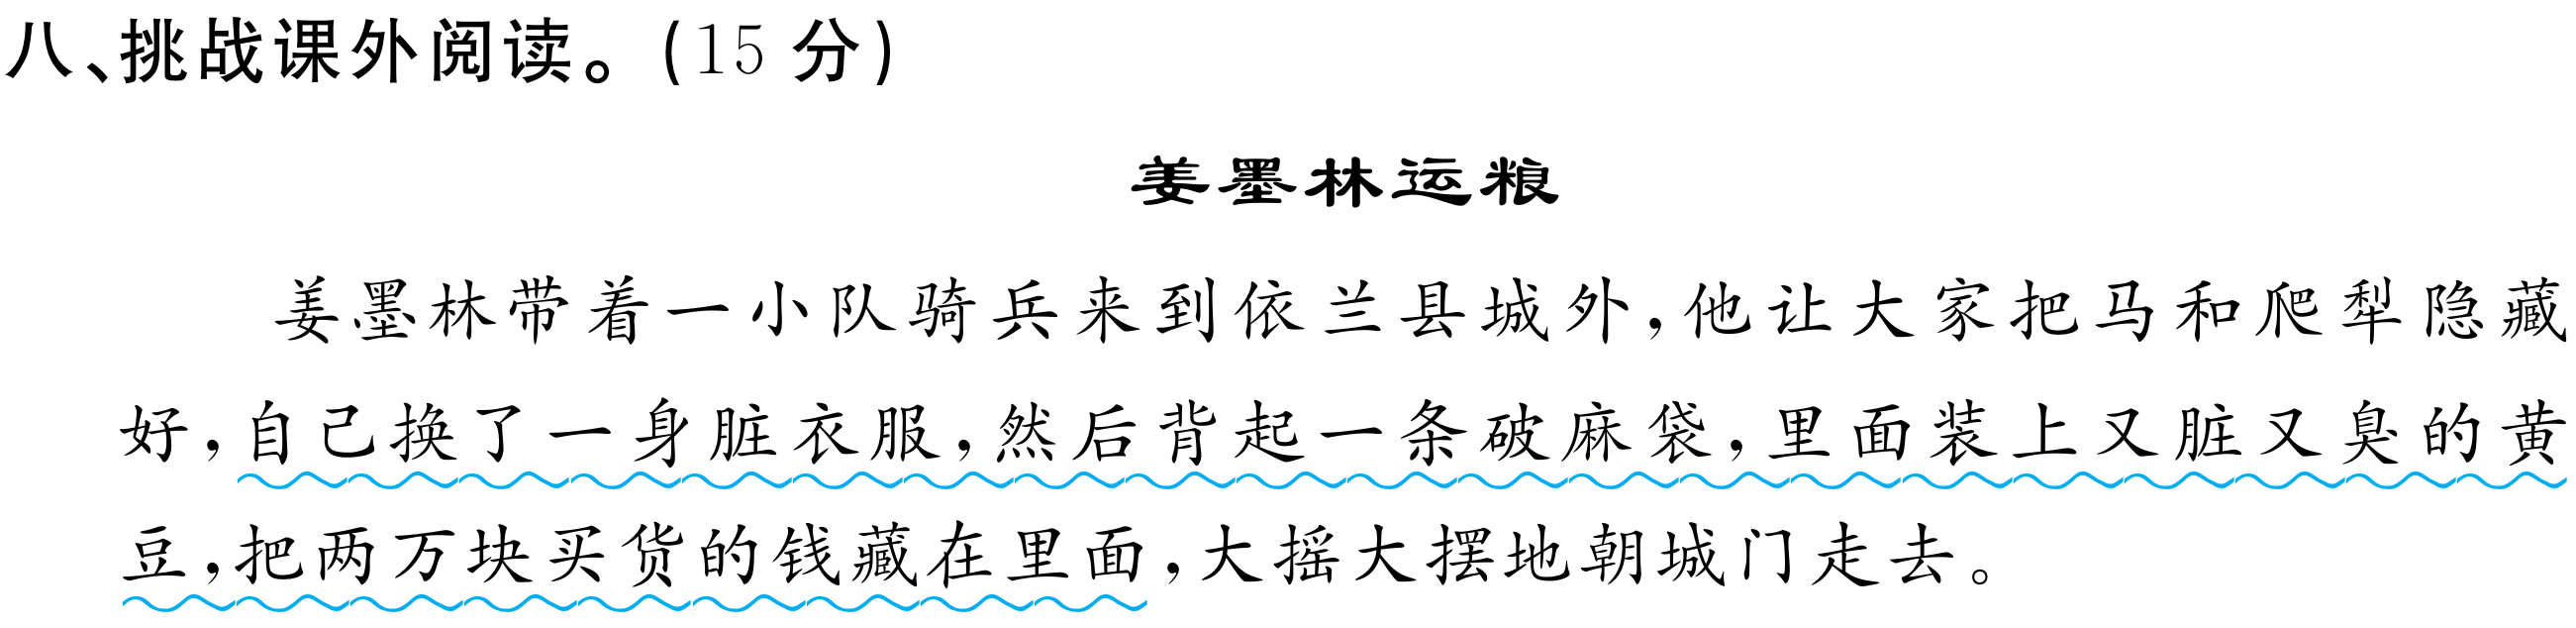 八、挑战课外阅读。(15 分)
姜墨林运粮
姜墨林带着一小队骑兵来到依兰县城外,他让大家把马和爬犁隐藏
好,自己换了一身脏衣服,然后背起一条破麻袋,里面装上又脏又臭的黄
豆,把两万块买货的钱藏在里面,大摇大摆地朝城门走去。